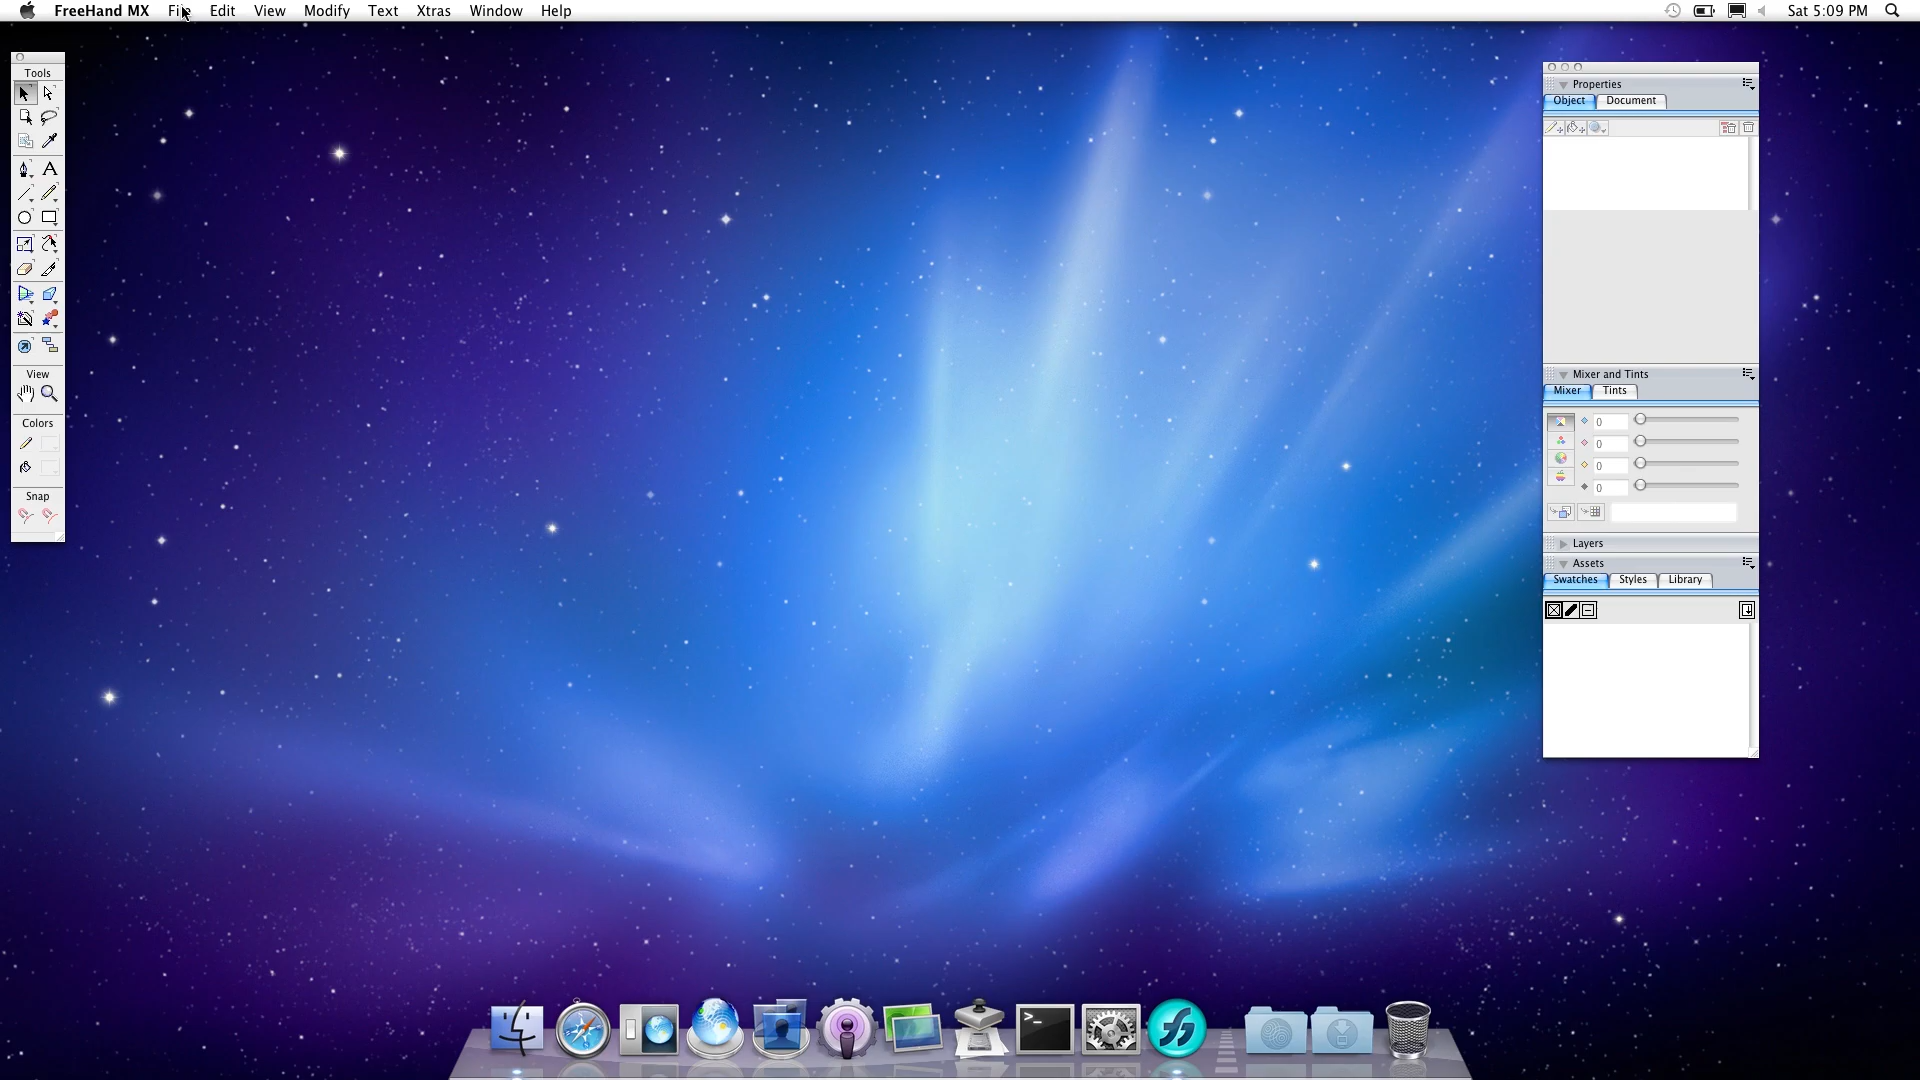 FreeHand MX File Edit View Modify Text Xtras Window Help Sat 5:09 PM
Tools
View
Colors
Snap
Properties
Object Document
Mixer and Tints
Mixer Tints
0
0
0
0
Layers
Assets
Swatches Styles Library